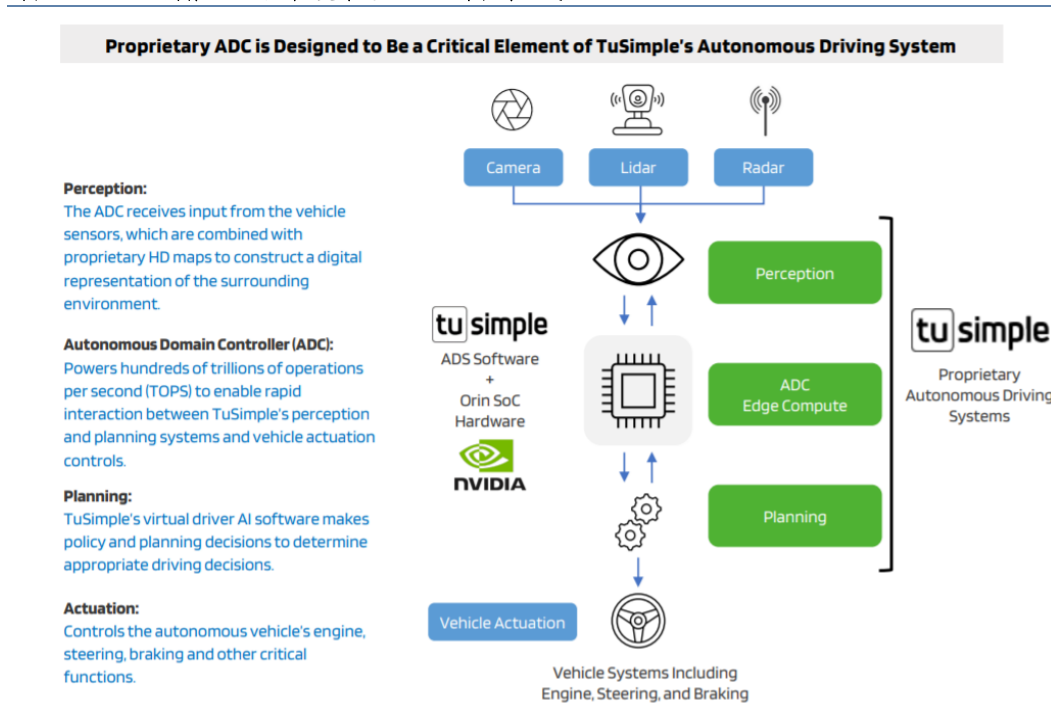 Proprietary ADC is Designed to Be a Critical Element of TuSimple's Autonomous Driving System
Camera
Lidar
Radar
Perception:
The ADC receives input from the vehicle
sensors, which are combined with
proprietary HD maps to construct a digital
representation of the surrounding
environment.
Autonomous Domain Controller (ADC):
Powers hundreds of trillions of operations
per second (TOPS) to enable rapid
interaction between TuSimple's perception
and planning systems and vehicle actuation
controls.
Planning:
TuSimple's virtual driver AI software makes
policy and planning decisions to determine
appropriate driving decisions.
Actuation:
Controls the autonomous vehicle's engine,
steering, braking and other critical
functions.
tusimple
ADS Software
+
Orin SoC
Hardware
NVIDIA
Perception
ADC
Edge Compute
Planning
tusimple
Proprietary
Autonomous Driving
Systems
Vehicle Actuation
Vehicle Systems Including
Engine, Steering, and Braking